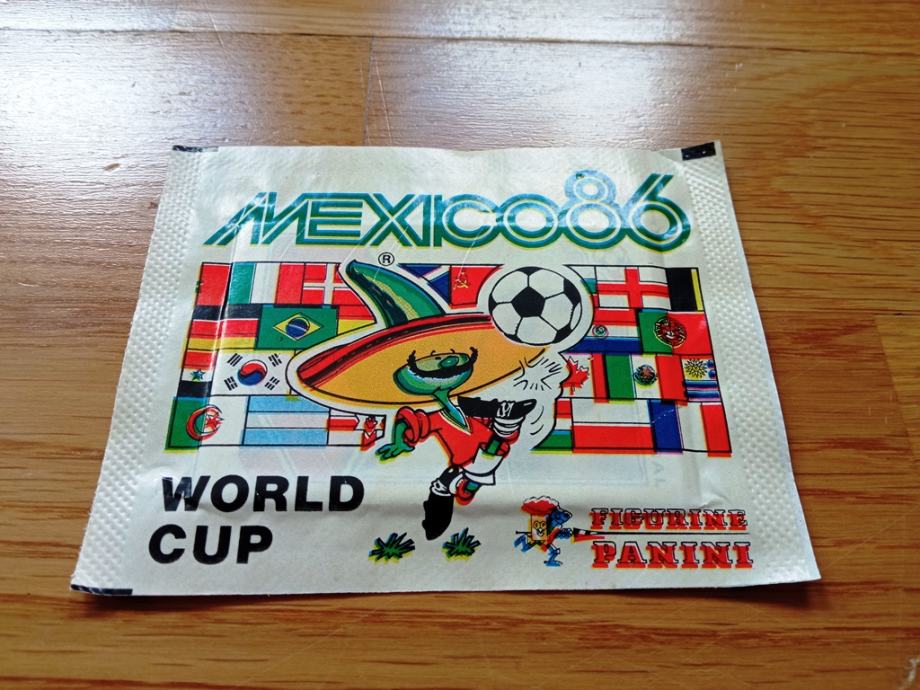 MEXICO86
®
WORLD
CUP
FIGURINE
PANINI